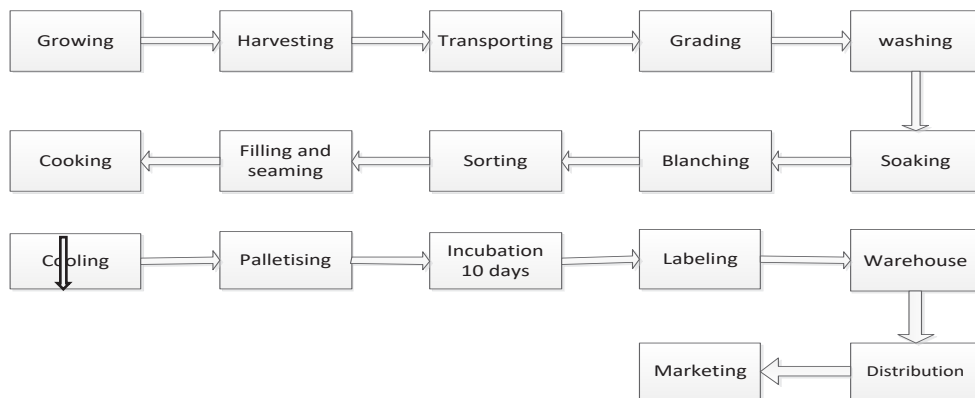 Growing
Harvesting
Transporting
Grading
washing
Cooking
Filling and
seaming
Sorting
Blanching
Soaking
Cooling
Palletising
Incubation
10 days
Labeling
Warehouse
Marketing
Distribution